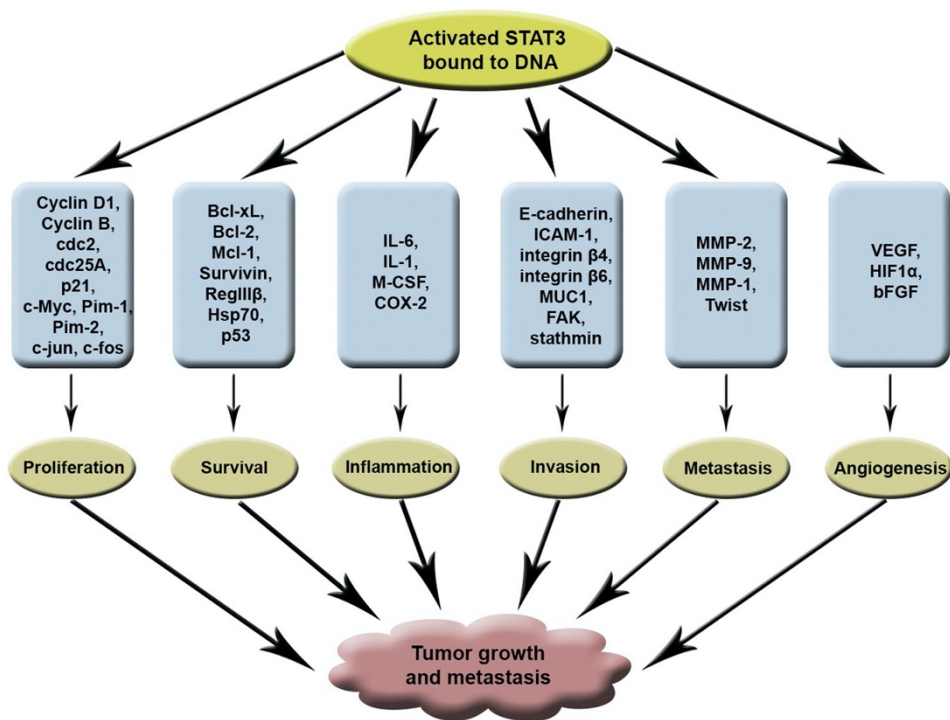 Activated STAT3
bound to DNA
Cyclin D1,
Cyclin B,
cdc2,
cdc25A,
p21,
c-Myc, Pim-1,
Pim-2,
c-jun, c-fos
Bcl-xL,
Bcl-2,
Mcl-1,
Survivin,
RegIIIβ,
Hsp70,
p53
IL-6,
IL-1,
M-CSF,
COX-2
E-cadherin,
ICAM-1,
integrin β4,
integrin β6,
MUC1,
FAK,
stathmin
MMP-2,
MMP-9,
MMP-1,
Twist
VEGF,
HIF1α,
bFGF
Proliferation
Survival
Inflammation
Invasion
Metastasis
Angiogenesis
Tumor growth
and metastasis